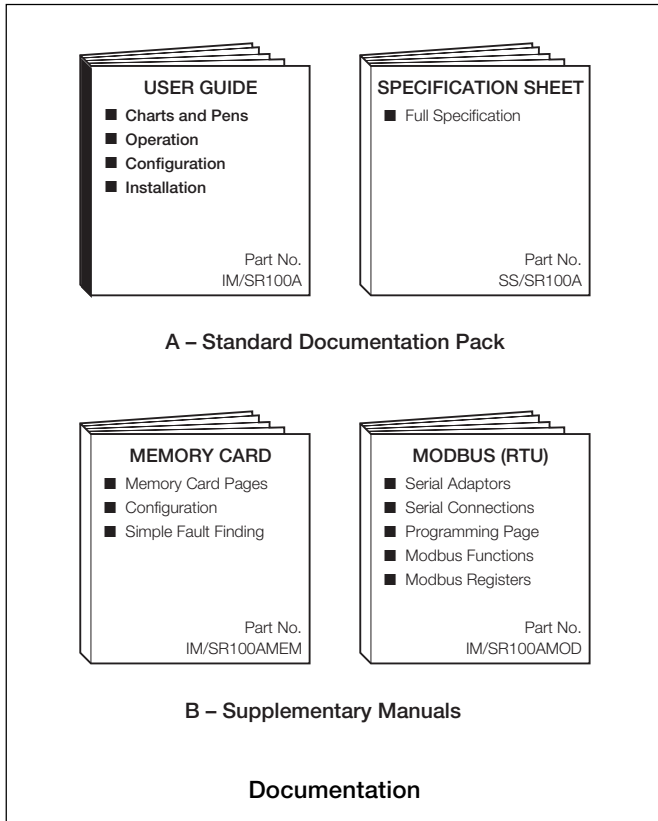 USER GUIDE
■ Charts and Pens
■ Operation
■ Configuration
■ Installation
Part No.
IM/SR100A
SPECIFICATION SHEET
■ Full Specification
Part No.
SS/SR100A
A – Standard Documentation Pack
MEMORY CARD
■ Memory Card Pages
■ Configuration
■ Simple Fault Finding
Part No.
IM/SR100AMEM
MODBUS (RTU)
■ Serial Adaptors
■ Serial Connections
■ Programming Page
■ Modbus Functions
■ Modbus Registers
Part No.
IM/SR100AMOD
B – Supplementary Manuals
Documentation